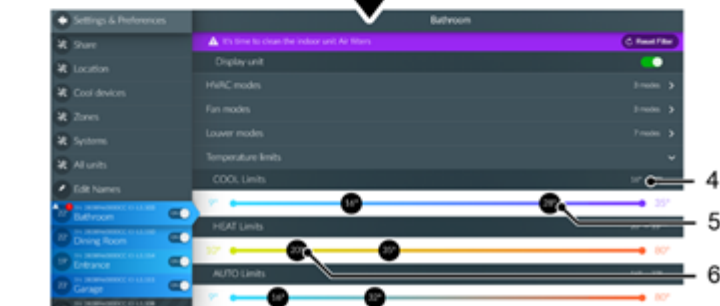 Settings & Preferences
Bathroom
Share
It's time to clean the indoor unit Air filters
Reset Filter
Location
Display unit
Cool devices
HVAC modes
Fan modes
Zones
Louver modes
7 modes
Systems
Temperature limits
All units
COOL Limits
4
Edit Names
Bathroom
16°
28°
35°
5
Dining Room
HEAT Limits
Entrance
20°
35°
80°
6
Garage
AUTO Limits
16°
32°
80°